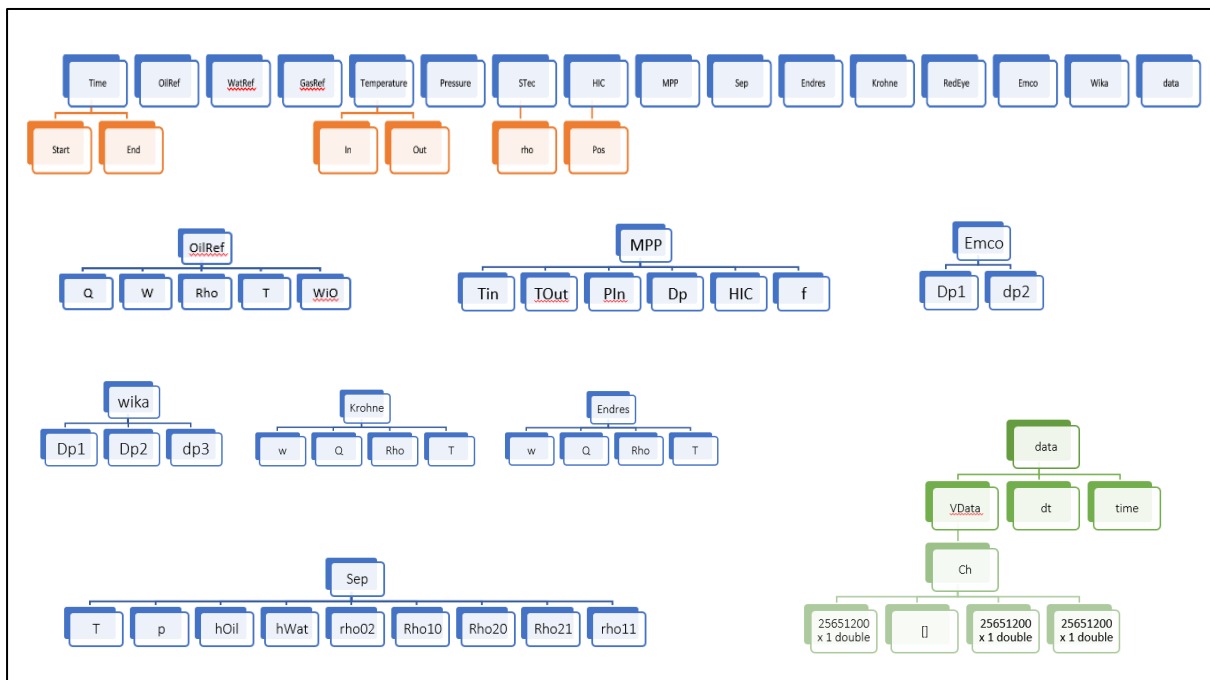 Time
OilRef
WatRef
GasRef
Temperature
Pressure
STec
HIC
MPP
Sep
Endres
Krohne
RedEye
Emco
Wika
data
Start
End
In
Out
rho
Pos
OilRef
Q
W
Rho
T
WiO
MPP
Tin
TOut
PIn
Dp
HIC
f
Emco
Dp1
dp2
wika
Dp1
Dp2
dp3
Krohne
w
Q
Rho
T
Endres
w
Q
Rho
T
data
VData
dt
time
Ch
25651200
x 1 double
[]
25651200
x 1 double
25651200
x 1 double
Sep
T
p
hOil
hWat
rho02
Rho10
Rho20
Rho21
rho11